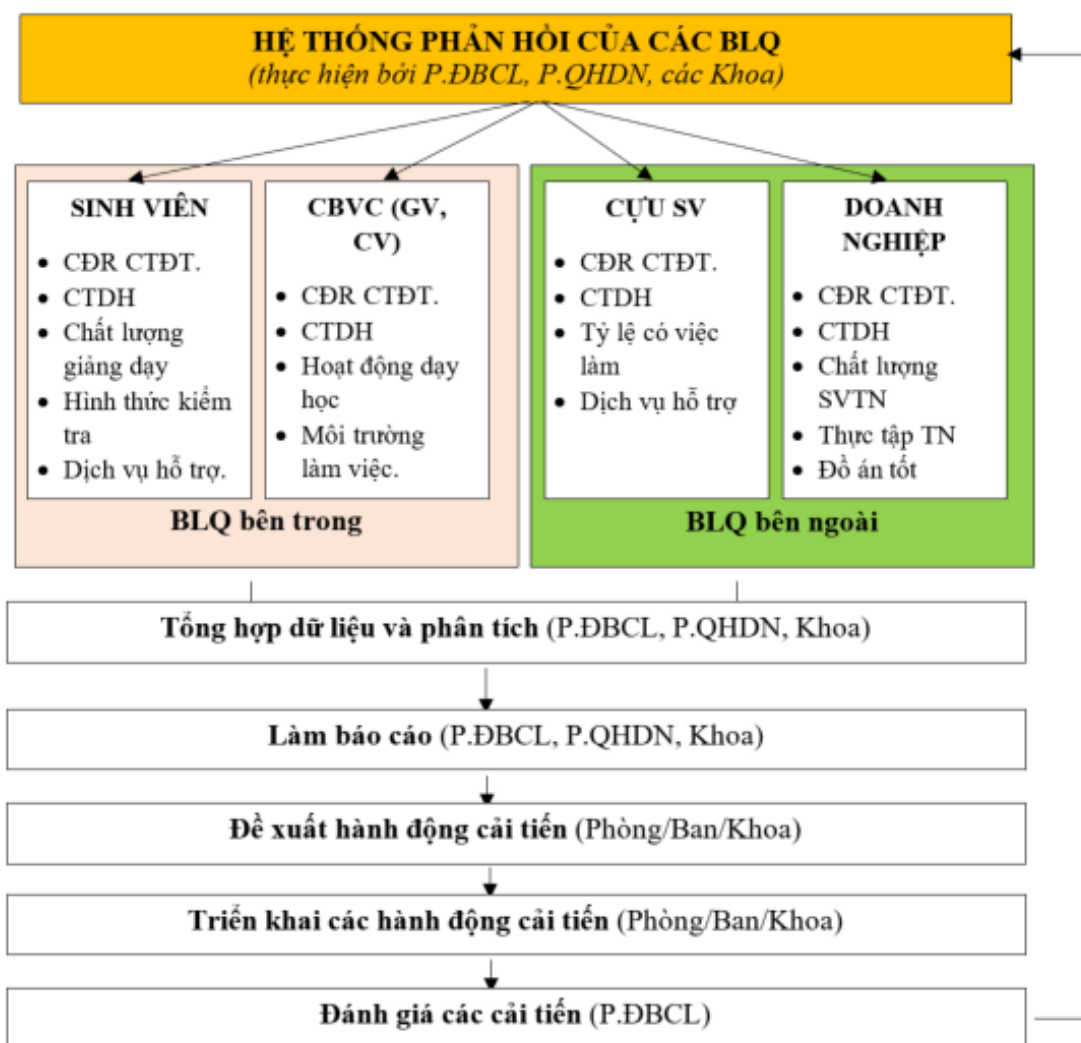 HỆ THỐNG PHẢN HỒI CỦA CÁC BLQ
(thực hiện bởi P.ĐBCL, P.QHDN, các Khoa)
SINH VIÊN
• CĐR CTĐT.
• CTDH
• Chất lượng
giảng dạy
• Hình thức kiểm
tra
• Dịch vụ hỗ trợ.
CBVC (GV,
CV)
• CĐR CTĐT.
• CTDH
• Hoạt động dạy
học
• Môi trường
làm việc.
BLQ bên trong
CỰU SV
• CĐR CTĐT.
• CTDH
• Tỷ lệ có việc
làm
• Dịch vụ hỗ trợ
DOANH
NGHIỆP
• CĐR CTĐT.
• CTDH
• Chất lượng
SVTN
• Thực tập TN
• Đồ án tốt
BLQ bên ngoài
Tổng hợp dữ liệu và phân tích (P.ĐBCL, P.QHDN, Khoa)
Làm báo cáo (P.ĐBCL, P.QHDN, Khoa)
Đề xuất hành động cải tiến (Phòng/Ban/Khoa)
Triển khai các hành động cải tiến (Phòng/Ban/Khoa)
Đánh giá các cải tiến (P.ĐBCL)